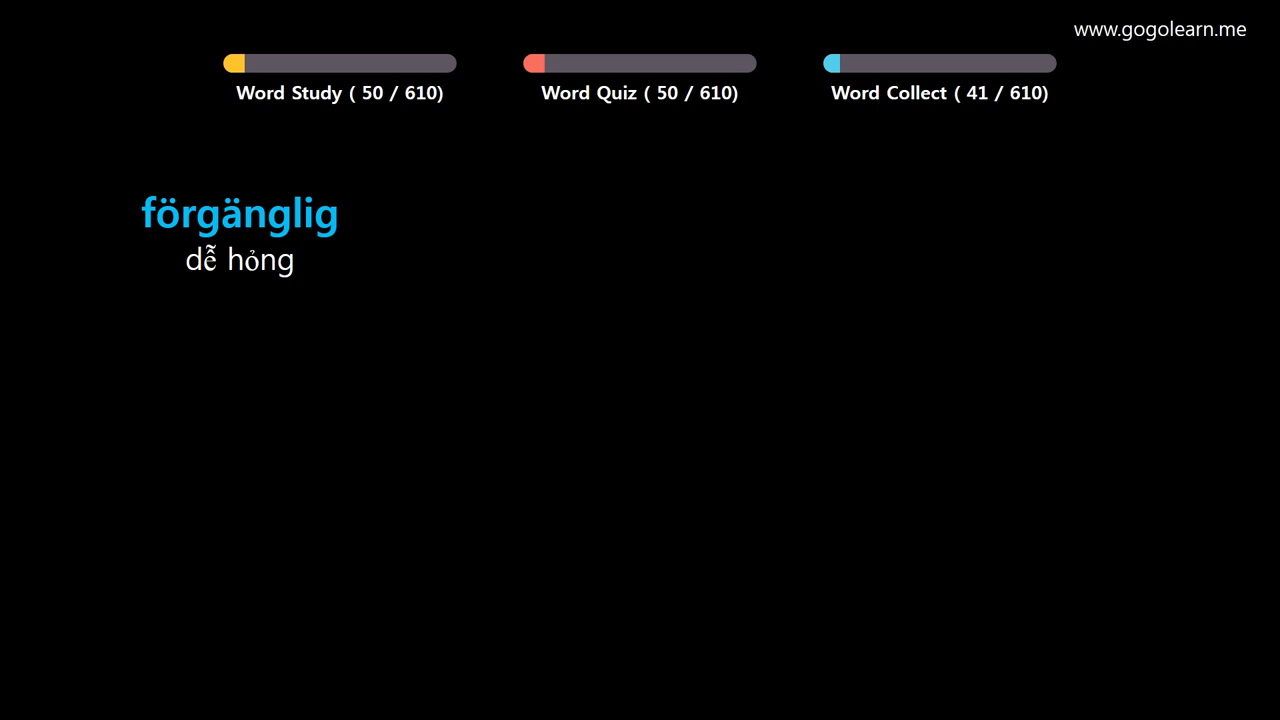 www.gogolearn.me
Word Study ( 50 / 610)
Word Quiz ( 50 / 610)
Word Collect ( 41 / 610)
förgänglig
dễ hỏng